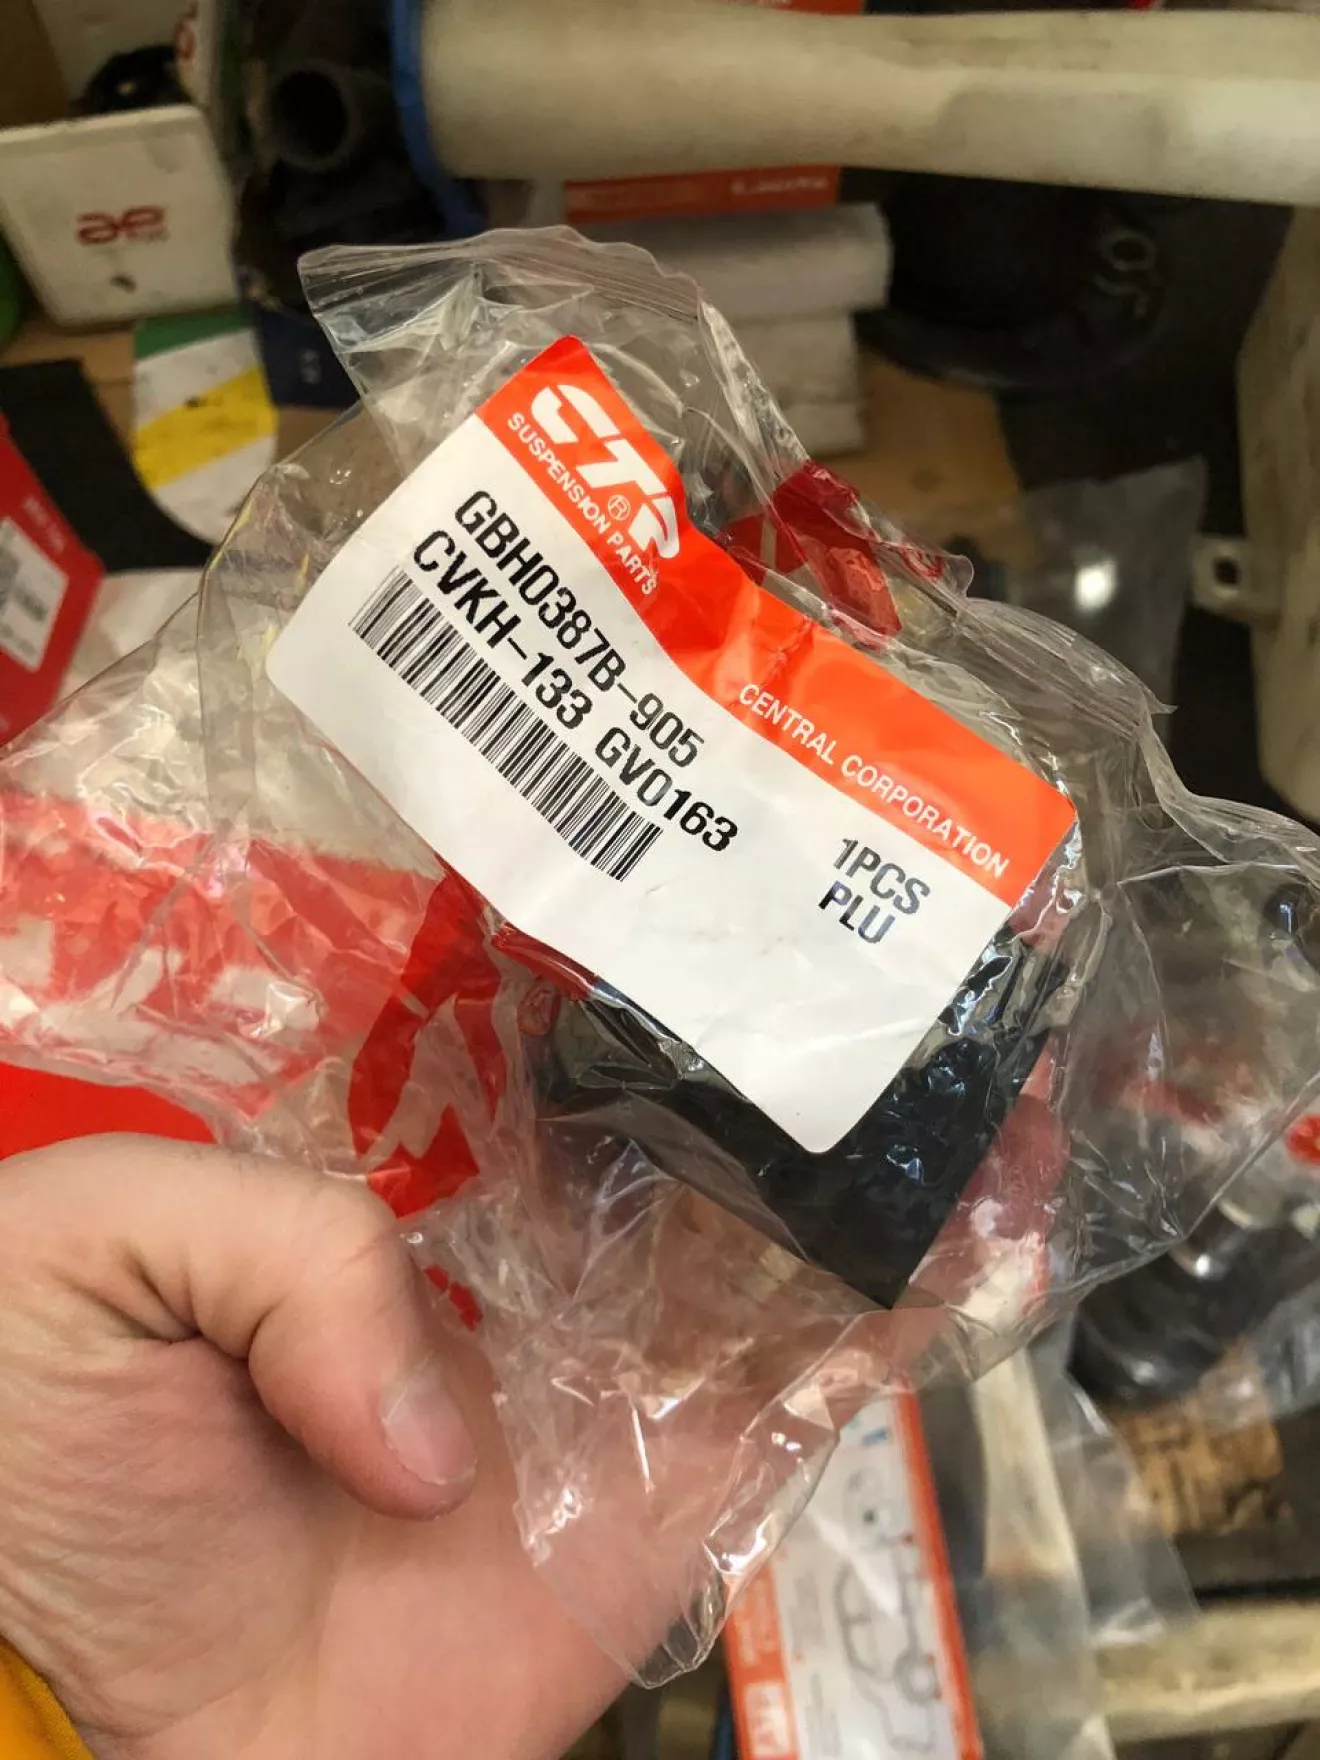 CTR
®
SUSPENSION PARTS
CENTRAL CORPORATION
GBH0387B-905
CVKH-133 GV0163
1PCS
PLU